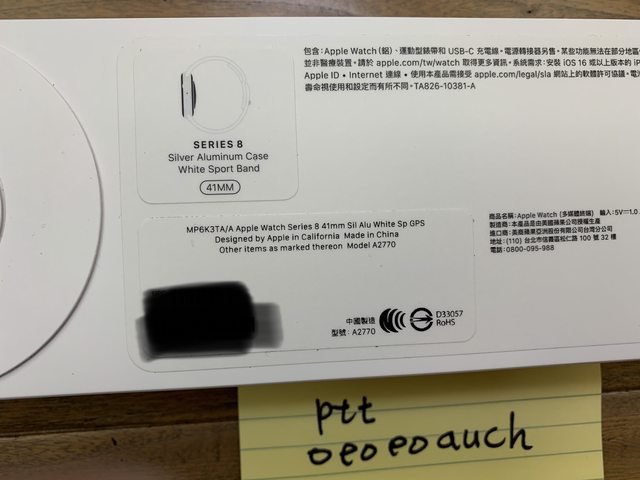 SERIES 8
Silver Aluminum Case
White Sport Band
41MM
包含：Apple Watch (鋁)、運動型錶帶和 USB-C 充電線。電源轉接器另售。某些功能無法在部分地區
並非醫療裝置。請於 apple.com/tw/watch 取得更多資訊。系統需求：安裝 iOS 16 或以上版本的 iP
Apple ID • Internet 連線 • 使用本產品需接受 apple.com/legal/sla 網站上的軟體許可協議。電池
壽命視使用和設定而有所不同。TA826-10381-A
MP6K3TA/A Apple Watch Series 8 41mm Sil Alu White Sp GPS
Designed by Apple in California Made in China
Other items as marked thereon Model A2770
中國製造
型號：A2770
D33057
RoHS
商品名稱：Apple Watch (多媒體終端) 輸入：5V⎓1.0
製造商：本產品是由美國蘋果公司授權生產
進口商：美商蘋果亞洲股份有限公司台灣分公司
地址：(110) 台北市信義區松仁路 100 號 32 樓
電話：0800-095-988
ptt
oeoeoauch